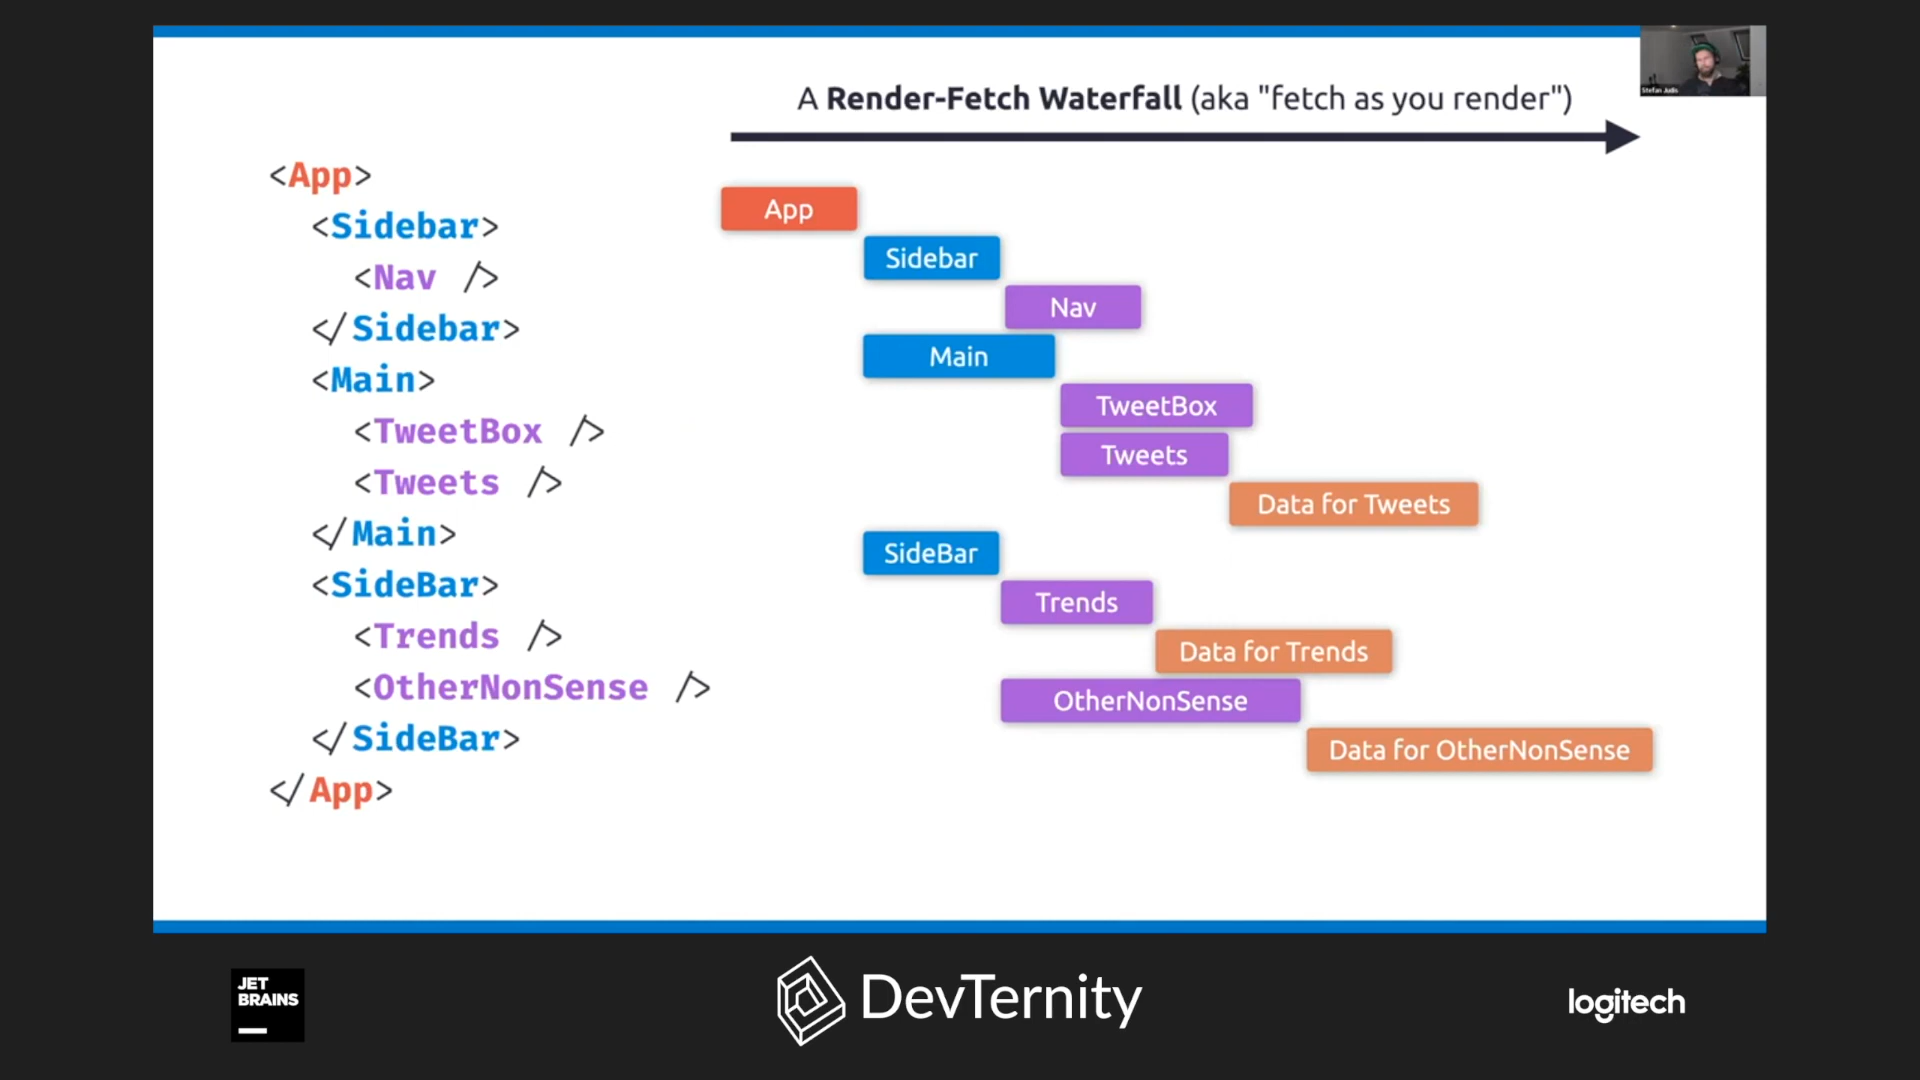 A Render-Fetch Waterfall (aka "fetch as you render")
Stefan Judis
<App>
<Sidebar>
<Nav />
</Sidebar>
<Main>
<TweetBox />
<Tweets />
</Main>
<SideBar>
<Trends />
<OtherNonSense />
</SideBar>
</App>
App
Sidebar
Nav
Main
TweetBox
Tweets
Data for Tweets
SideBar
Trends
Data for Trends
OtherNonSense
Data for OtherNonSense
JET
BRAINS
DevTernity
logitech